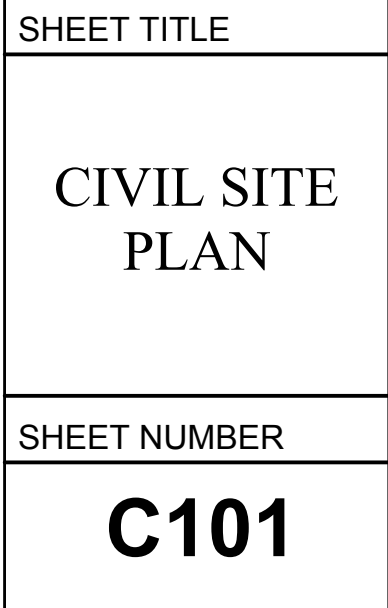 SHEET TITLE
CIVIL SITE
PLAN
SHEET NUMBER
C101